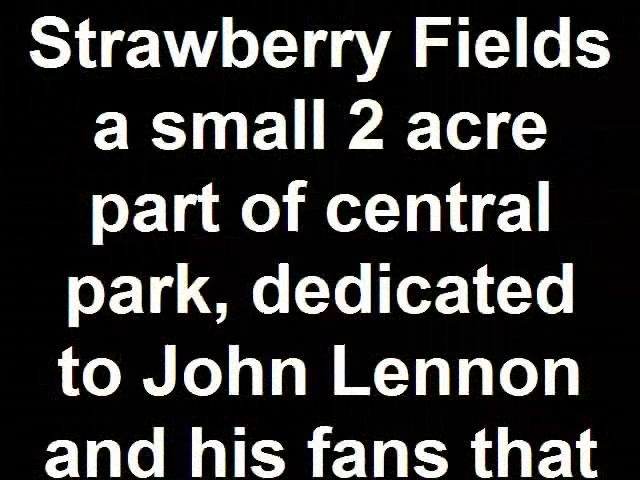 Strawberry Fields
a small 2 acre
part of central
park, dedicated
to John Lennon
and his fans that